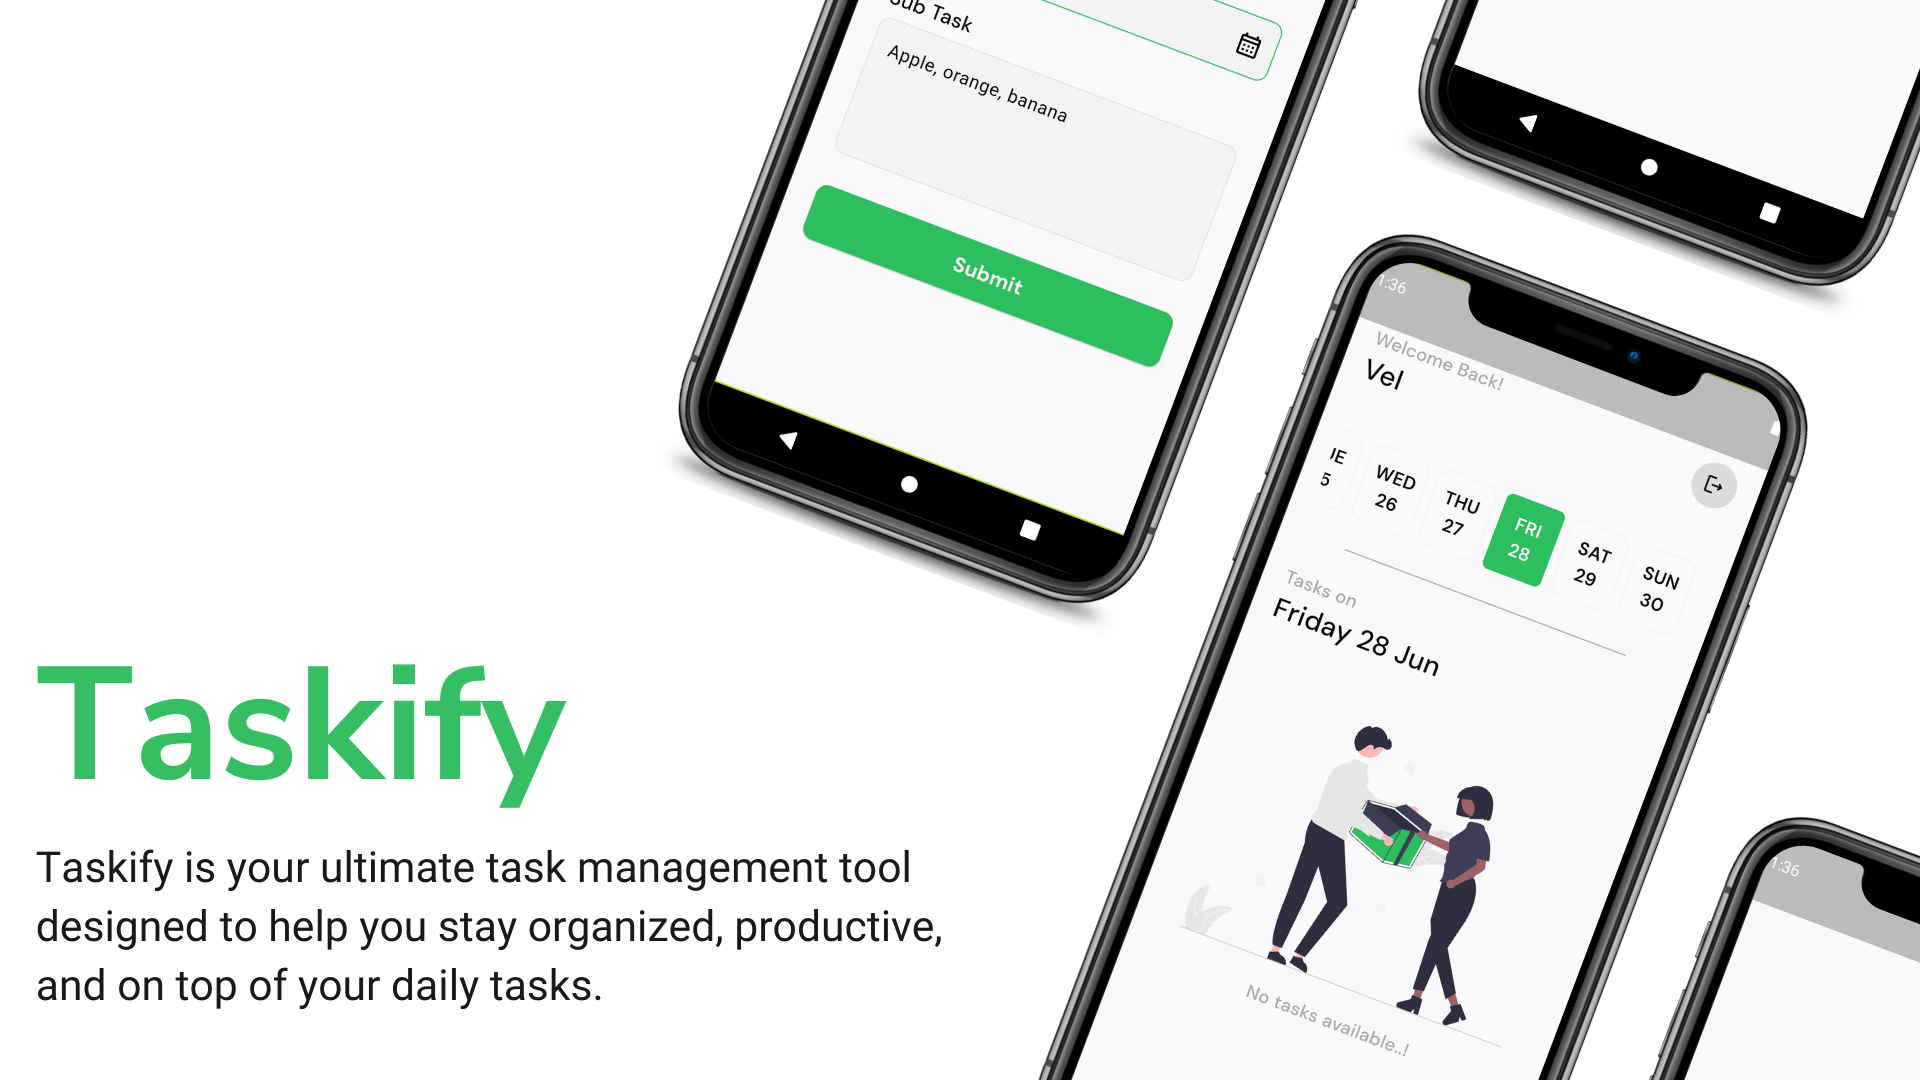 Sub Task
Apple, orange, banana
Submit
1:36
Welcome Back!
Vel
WED
26
THU
27
FRI
28
SAT
29
SUN
30
Tasks on
Friday 28 Jun
No tasks available..!
1:36
Taskify
Taskify is your ultimate task management tool
designed to help you stay organized, productive,
and on top of your daily tasks.